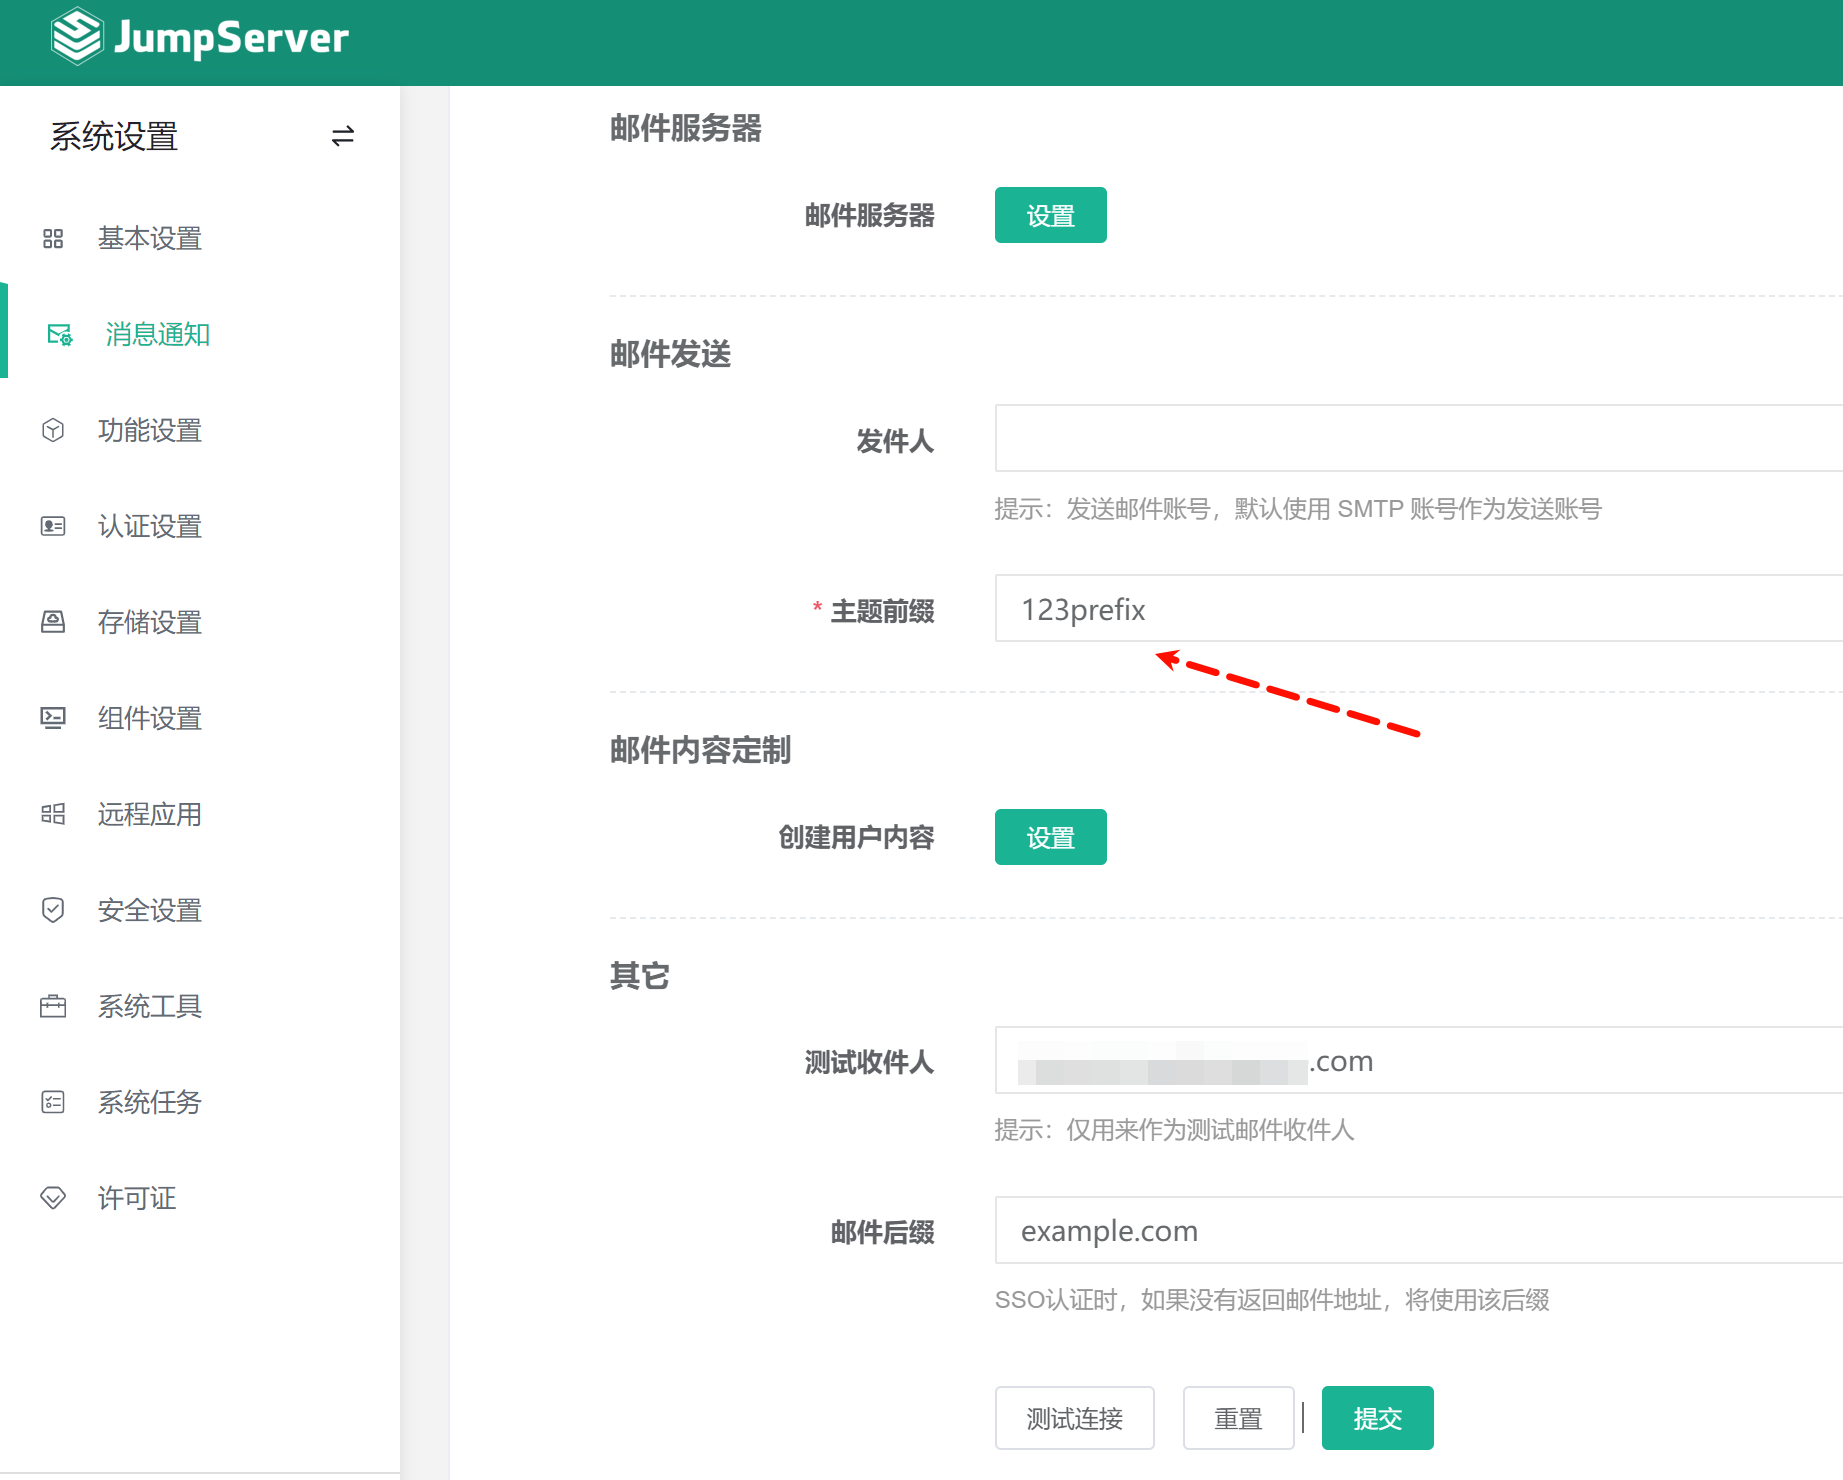 JumpServer
系统设置
基本设置
消息通知
功能设置
认证设置
存储设置
组件设置
远程应用
安全设置
系统工具
系统任务
许可证
邮件服务器
邮件服务器 设置
邮件发送
发件人
提示：发送邮件账号，默认使用 SMTP 账号作为发送账号
* 主题前缀 123prefix
邮件内容定制
创建用户内容 设置
其它
测试收件人 .com
提示：仅用来作为测试邮件收件人
邮件后缀 example.com
SSO认证时，如果没有返回邮件地址，将使用该后缀
测试连接 重置 提交